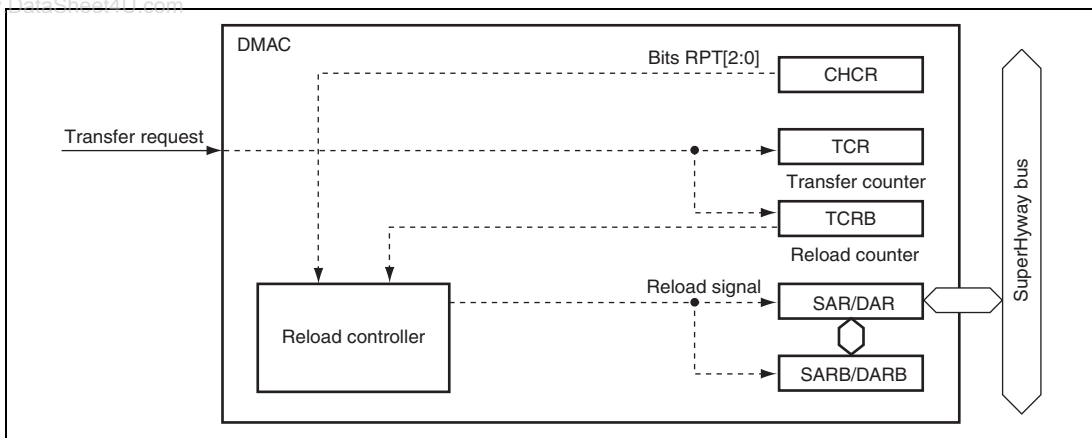 DataSheet4U.com
DMAC
Bits RPT[2:0]
CHCR
Transfer request
TCR
Transfer counter
TCRB
Reload counter
Reload signal
SAR/DAR
Reload controller
SARB/DARB
SuperHyway bus